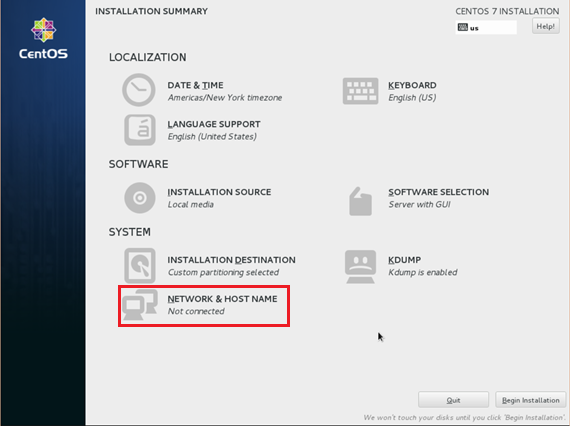 INSTALLATION SUMMARY
CENTOS 7 INSTALLATION
us
Help!
CentOS
LOCALIZATION
DATE & TIME
Americas/New York timezone
KEYBOARD
English (US)
LANGUAGE SUPPORT
English (United States)
SOFTWARE
INSTALLATION SOURCE
Local media
SOFTWARE SELECTION
Server with GUI
SYSTEM
INSTALLATION DESTINATION
Custom partitioning selected
KDUMP
Kdump is enabled
NETWORK & HOST NAME
Not connected
Quit
Begin Installation
We won't touch your disks until you click 'Begin Installation'.